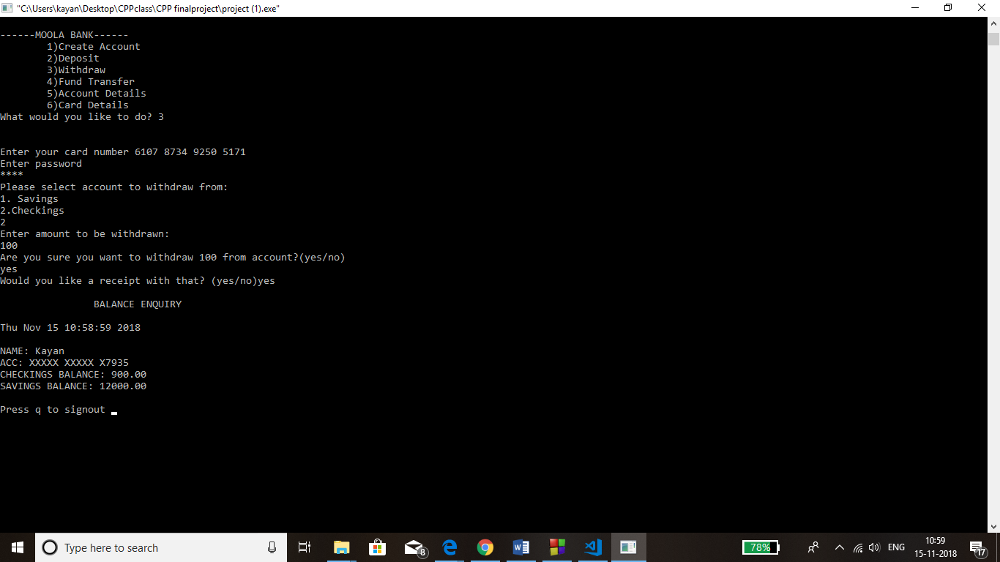 "C:\Users\kayan\Desktop\CPPclass\CPP finalproject\project (1).exe"
------MOOLA BANK------
1)Create Account
2)Deposit
3)Withdraw
4)Fund Transfer
5)Account Details
6)Card Details
What would you like to do? 3
Enter your card number 6107 8734 9250 5171
Enter password
****
Please select account to withdraw from:
1. Savings
2.Checkings
2
Enter amount to be withdrawn:
100
Are you sure you want to withdraw 100 from account?(yes/no)
yes
Would you like a receipt with that? (yes/no)yes
BALANCE ENQUIRY
Thu Nov 15 10:58:59 2018
NAME: Kayan
ACC: XXXXX XXXXX X7935
CHECKINGS BALANCE: 900.00
SAVINGS BALANCE: 12000.00
Press q to signout
Type here to search
8
78%
ENG
10:59
15-11-2018
17